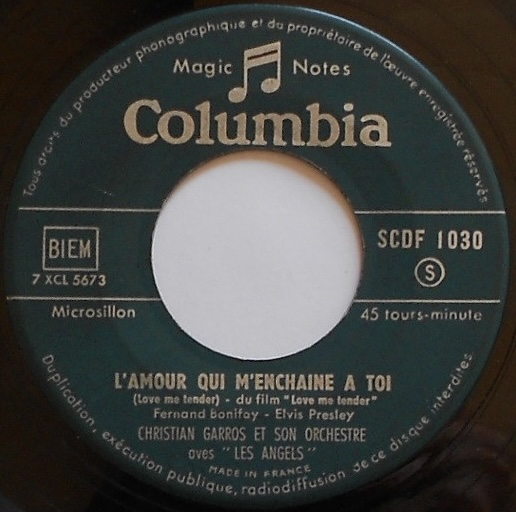 Tous droits du producteur phonographique et du propriétaire de l'œuvre enregistrée réservés
Magic Notes
Columbia
BIEM
SCDF 1030
7 XCL 5673
S
Microsillon
45 tours-minute
L'AMOUR QUI M'ENCHAINE A TOI
(Love me tender) - du film "Love me tender"
Fernand Bonifay - Elvis Presley
CHRISTIAN GARROS ET SON ORCHESTRE
aves "LES ANGELS"
MADE IN FRANCE
Duplication, exécution publique, radiodiffusion de ce disque interdites.